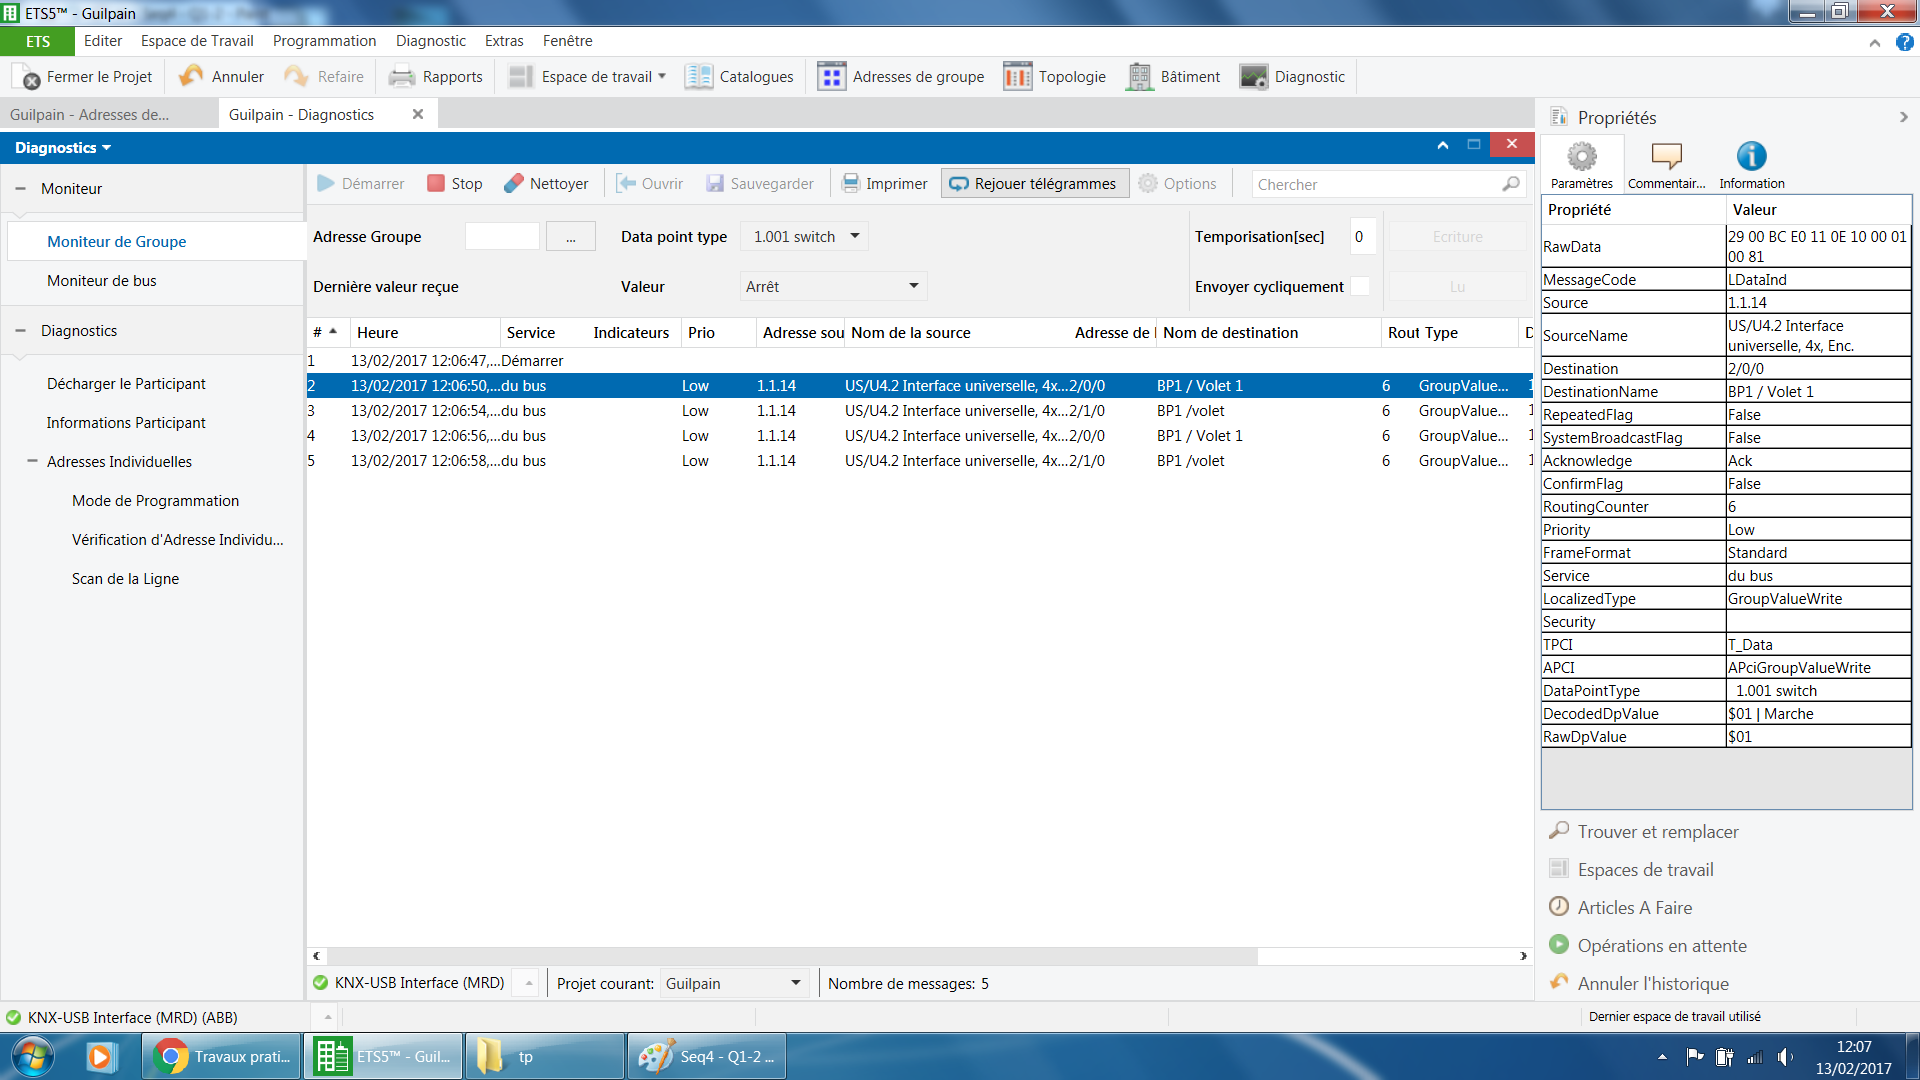 ETS5™ - Guilpain
ETS Editer Espace de Travail Programmation Diagnostic Extras Fenêtre
Fermer le Projet Annuler Refaire Rapports Espace de travail Catalogues Adresses de groupe Topologie Bâtiment Diagnostic
Guilpain - Adresses de... Guilpain - Diagnostics
Diagnostics
Moniteur
Moniteur de Groupe
Moniteur de bus
Diagnostics
Décharger le Participant
Informations Participant
Adresses Individuelles
Mode de Programmation
Vérification d'Adresse Individu...
Scan de la Ligne
Démarrer Stop Nettoyer Ouvrir Sauvegarder Imprimer Rejouer télégrammes Options Chercher
Adresse Groupe ... Data point type 1.001 switch Temporisation[sec] 0 Ecriture
Dernière valeur reçue Valeur Arrêt Envoyer cycliquement Lu
# Heure Service Indicateurs Prio Adresse sou Nom de la source Adresse de l Nom de destination Rout Type D
1 13/02/2017 12:06:47,... Démarrer
2 13/02/2017 12:06:50,... du bus Low 1.1.14 US/U4.2 Interface universelle, 4x... 2/0/0 BP1 / Volet 1 6 GroupValue... 1
3 13/02/2017 12:06:54,... du bus Low 1.1.14 US/U4.2 Interface universelle, 4x... 2/1/0 BP1 /volet 6 GroupValue... 1
4 13/02/2017 12:06:56,... du bus Low 1.1.14 US/U4.2 Interface universelle, 4x... 2/0/0 BP1 / Volet 1 6 GroupValue... 1
5 13/02/2017 12:06:58,... du bus Low 1.1.14 US/U4.2 Interface universelle, 4x... 2/1/0 BP1 /volet 6 GroupValue... 1
KNX-USB Interface (MRD) Projet courant: Guilpain Nombre de messages: 5
Propriétés
Paramètres Commentair... Information
Propriété Valeur
RawData 29 00 BC E0 11 0E 10 00 01
00 81
MessageCode LDataInd
Source 1.1.14
SourceName US/U4.2 Interface
universelle, 4x, Enc.
Destination 2/0/0
DestinationName BP1 / Volet 1
RepeatedFlag False
SystemBroadcastFlag False
Acknowledge Ack
ConfirmFlag False
RoutingCounter 6
Priority Low
FrameFormat Standard
Service du bus
LocalizedType GroupValueWrite
Security
TPCI T_Data
APCI APciGroupValueWrite
DataPointType 1.001 switch
DecodedDpValue $01 | Marche
RawDpValue $01
Trouver et remplacer
Espaces de travail
Articles A Faire
Opérations en attente
Annuler l'historique
KNX-USB Interface (MRD) (ABB) Dernier espace de travail utilisé
Travaux prati... ETS5™ - Guil... tp Seq4 - Q1-2 ... 12:07
13/02/2017